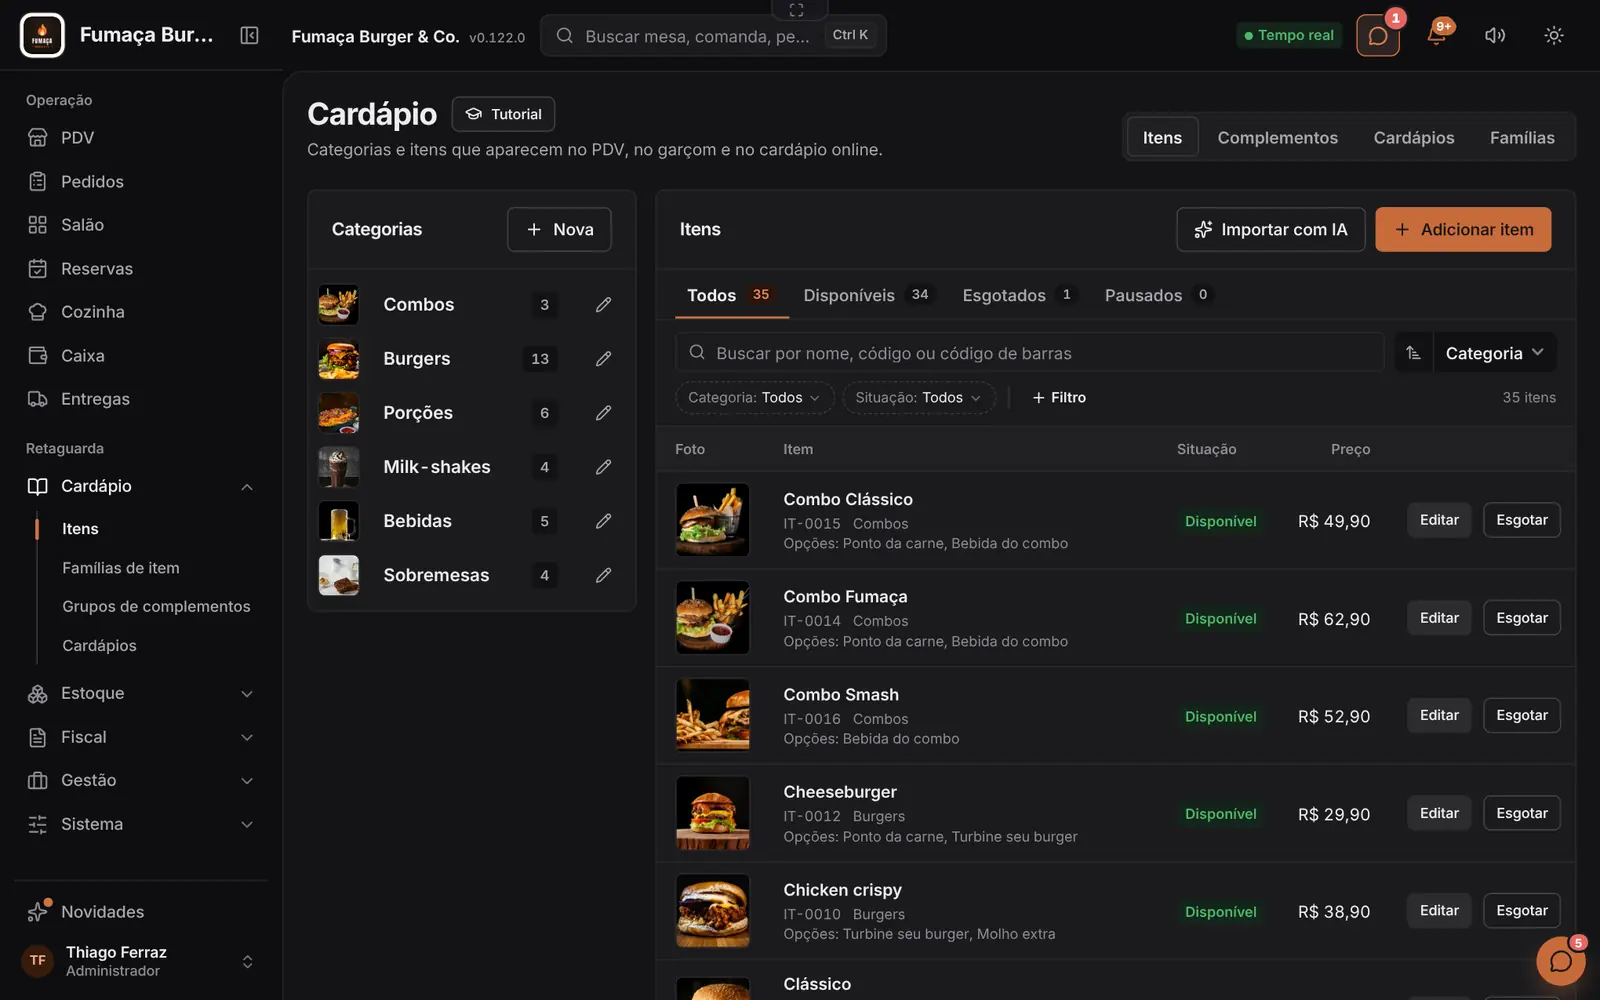 FUMAÇA
Fumaça Bur...
Fumaça Burger & Co. v0.122.0
Buscar mesa, comanda, pe... Ctrl K
Tempo real
1
9+
Operação
PDV
Pedidos
Salão
Reservas
Cozinha
Caixa
Entregas
Retaguarda
Cardápio
Itens
Famílias de item
Grupos de complementos
Cardápios
Estoque
Fiscal
Gestão
Sistema
Novidades
TF
Thiago Ferraz
Administrador
Cardápio
Tutorial
Categorias e itens que aparecem no PDV, no garçom e no cardápio online.
Itens Complementos Cardápios Famílias
Categorias
+ Nova
Combos 3
Burgers 13
Porções 6
Milk-shakes 4
Bebidas 5
Sobremesas 4
Itens
Importar com IA
+ Adicionar item
Todos 35 Disponíveis 34 Esgotados 1 Pausados 0
Buscar por nome, código ou código de barras
Categoria
Categoria: Todos Situação: Todos + Filtro 35 itens
Foto Item Situação Preço
Combo Clássico
IT-0015 Combos
Opções: Ponto da carne, Bebida do combo
Disponível R$ 49,90 Editar Esgotar
Combo Fumaça
IT-0014 Combos
Opções: Ponto da carne, Bebida do combo
Disponível R$ 62,90 Editar Esgotar
Combo Smash
IT-0016 Combos
Opções: Bebida do combo
Disponível R$ 52,90 Editar Esgotar
Cheeseburger
IT-0012 Burgers
Opções: Ponto da carne, Turbine seu burger
Disponível R$ 29,90 Editar Esgotar
Chicken crispy
IT-0010 Burgers
Opções: Turbine seu burger, Molho extra
Disponível R$ 38,90 Editar Esgotar
Clássico
5